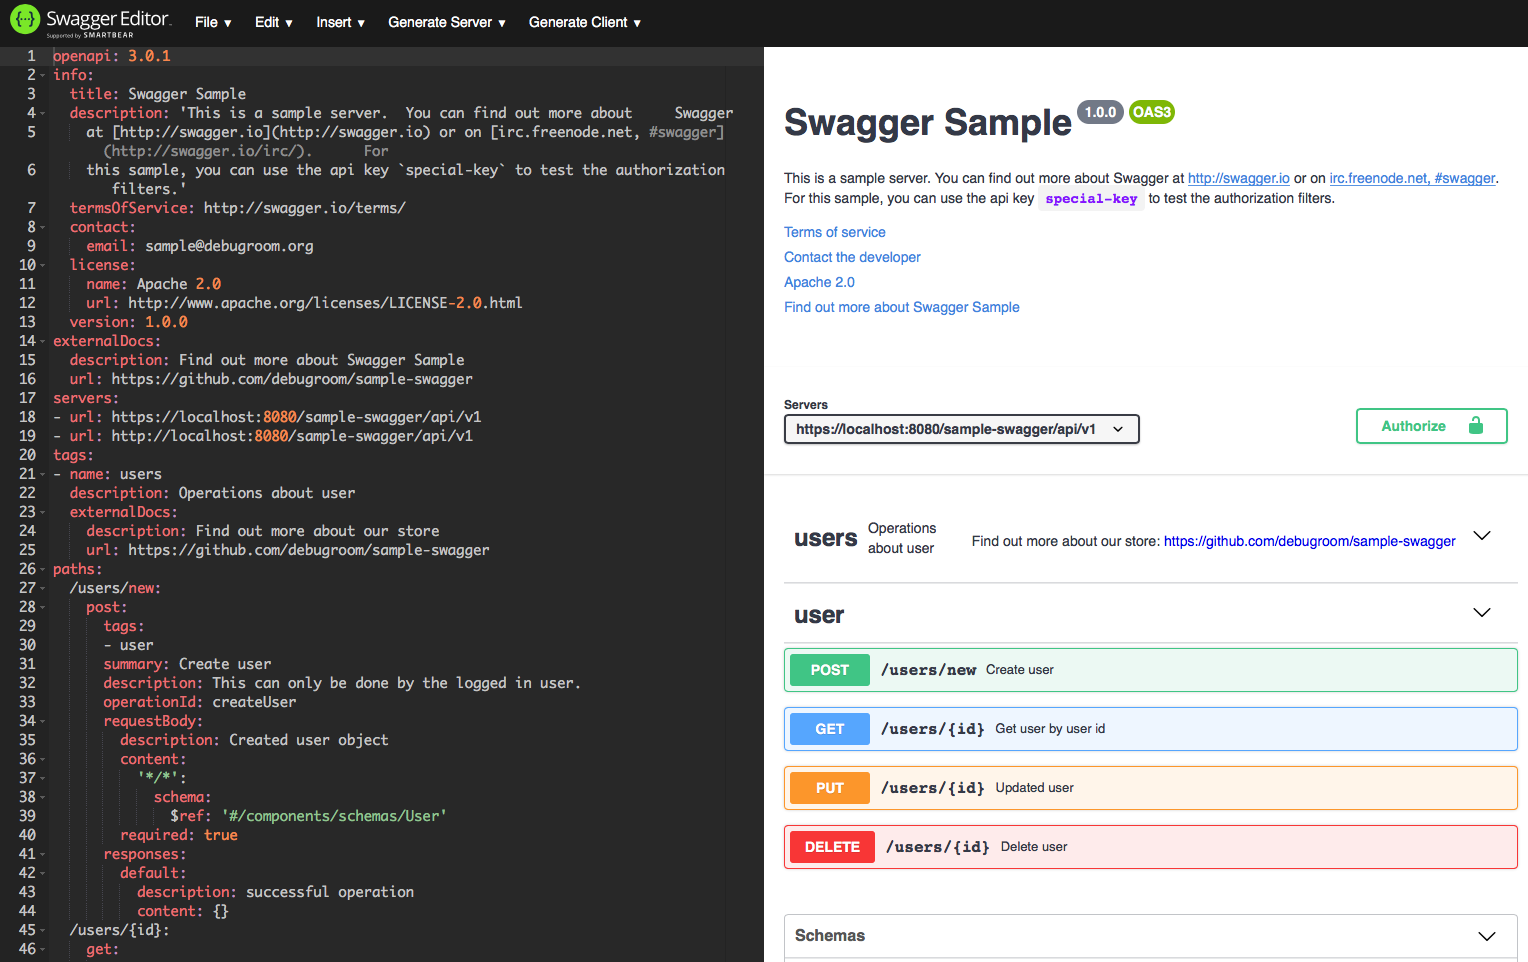 Swagger Editor
Supported by SMARTBEAR
File ▼ Edit ▼ Insert ▼ Generate Server ▼ Generate Client ▼
1 openapi: 3.0.1
2 info:
3 title: Swagger Sample
4 description: 'This is a sample server.  You can find out more about     Swagger
5 at [http://swagger.io](http://swagger.io) or on [irc.freenode.net, #swagger]
(http://swagger.io/irc/).      For
6 this sample, you can use the api key `special-key` to test the authorization
filters.'
7 termsOfService: http://swagger.io/terms/
8 contact:
9 email: sample@debugroom.org
10 license:
11 name: Apache 2.0
12 url: http://www.apache.org/licenses/LICENSE-2.0.html
13 version: 1.0.0
14 externalDocs:
15 description: Find out more about Swagger Sample
16 url: https://github.com/debugroom/sample-swagger
17 servers:
18 - url: https://localhost:8080/sample-swagger/api/v1
19 - url: http://localhost:8080/sample-swagger/api/v1
20 tags:
21 - name: users
22 description: Operations about user
23 externalDocs:
24 description: Find out more about our store
25 url: https://github.com/debugroom/sample-swagger
26 paths:
27 /users/new:
28 post:
29 tags:
30 - user
31 summary: Create user
32 description: This can only be done by the logged in user.
33 operationId: createUser
34 requestBody:
35 description: Created user object
36 content:
37 '*/*':
38 schema:
39 $ref: '#/components/schemas/User'
40 required: true
41 responses:
42 default:
43 description: successful operation
44 content: {}
45 /users/{id}:
46 get:
Swagger Sample 1.0.0 OAS3
This is a sample server. You can find out more about Swagger at http://swagger.io or on irc.freenode.net, #swagger.
For this sample, you can use the api key special-key to test the authorization filters.
Terms of service
Contact the developer
Apache 2.0
Find out more about Swagger Sample
Servers
https://localhost:8080/sample-swagger/api/v1
Authorize
users Operations
about user
Find out more about our store: https://github.com/debugroom/sample-swagger
user
POST /users/new Create user
GET /users/{id} Get user by user id
PUT /users/{id} Updated user
DELETE /users/{id} Delete user
Schemas